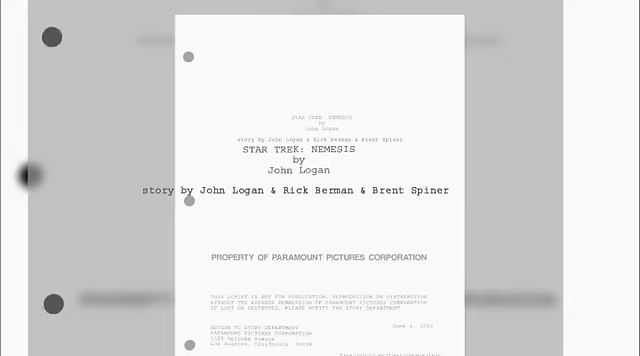 STAR TREK: NEMESIS
by
John Logan
story by John Logan & Rick Berman & Brent Spiner
STAR TREK: NEMESIS
by
John Logan
story by John Logan & Rick Berman & Brent Spiner
PROPERTY OF PARAMOUNT PICTURES CORPORATION
THIS SCRIPT IS NOT FOR PUBLICATION, REPRODUCTION OR DISTRIBUTION
WITHOUT THE EXPRESS PERMISSION OF PARAMOUNT PICTURES CORPORATION
IF LOST OR DESTROYED, PLEASE NOTIFY THE STORY DEPARTMENT
RETURN TO STORY DEPARTMENT
PARAMOUNT PICTURES CORPORATION
5555 Melrose Avenue
Los Angeles, California 90038
2002